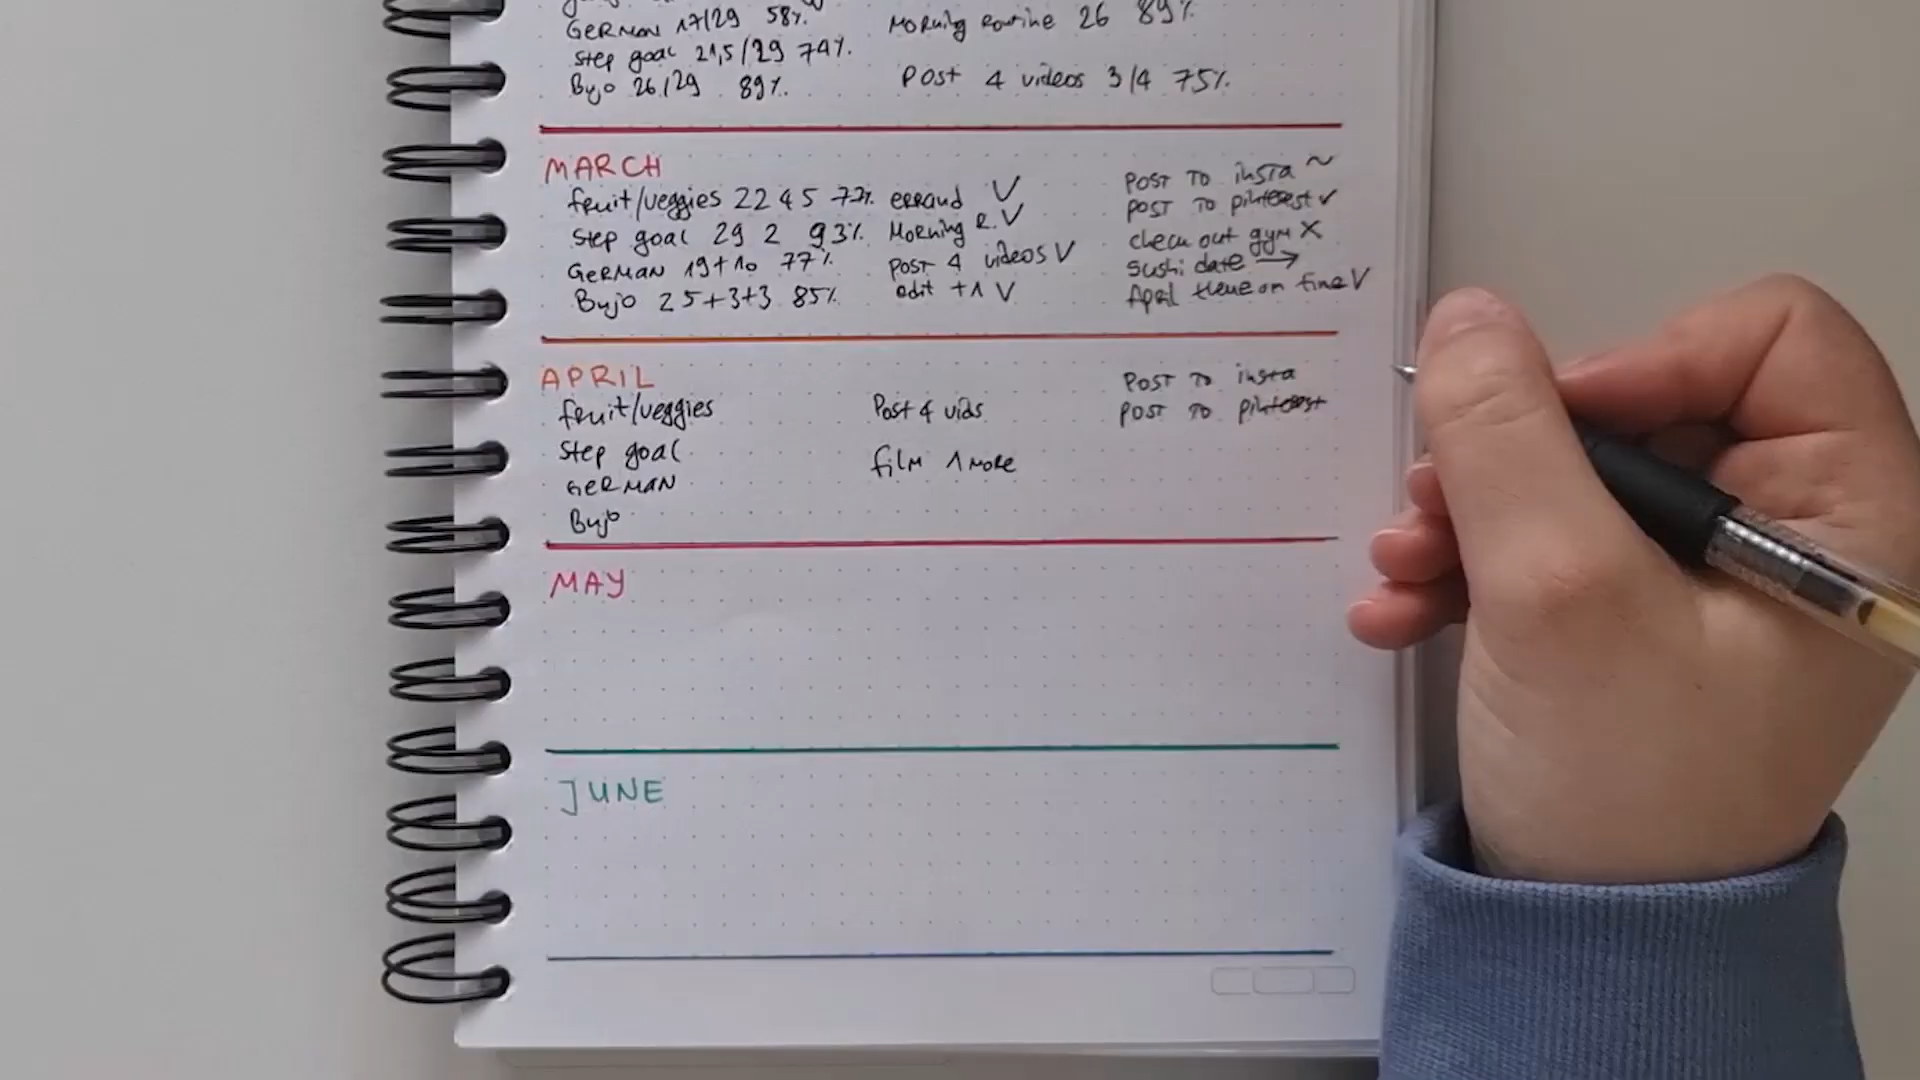 GERMAN 17/29 58%
Step goal 21,5/29 74%
Bujo 26/29 89%
Morning Routine 26 89%
Post 4 videos 3/4 75%
MARCH
fruit/veggies 22 4 5 77%
Step goal 29 2 93%
GERMAN 19+10 77%
Bujo 25+3+3 85%
errand V
Morning R. V
Post 4 videos V
edit +1 V
POST TO insta ~
POST TO pinterest ✓
check out gym X
Sushi date →
April theme on time V
APRIL
fruit/veggies
Step goal
GERMAN
Bujo
Post 4 vids
film 1 more
POST TO insta
POST TO pinterest
MAY
JUNE